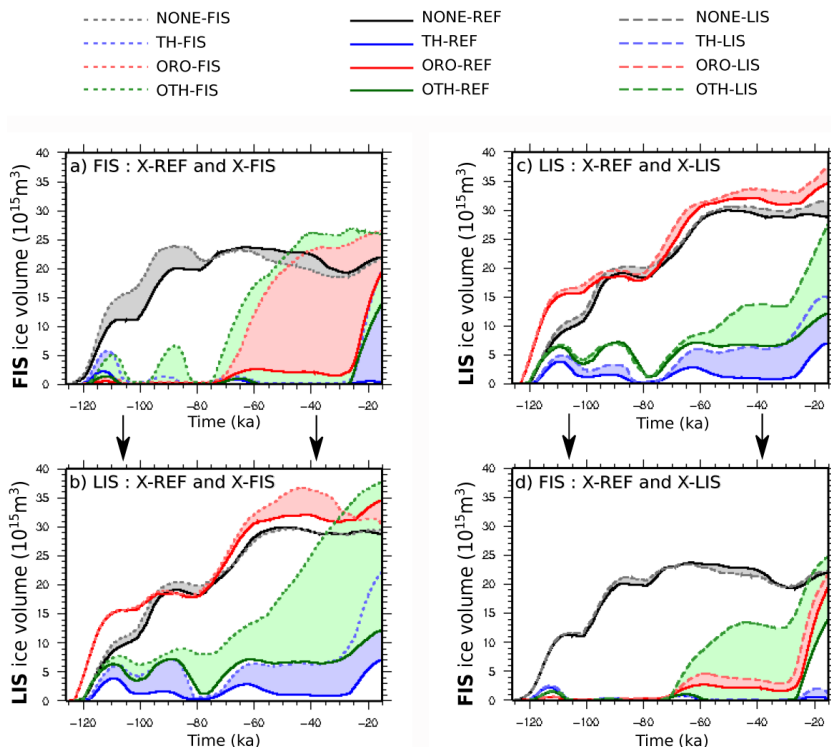 NONE-FIS NONE-REF NONE-LIS
TH-FIS TH-REF TH-LIS
ORO-FIS ORO-REF ORO-LIS
OTH-FIS OTH-REF OTH-LIS
a) FIS : X-REF and X-FIS
FIS ice volume (10¹⁵m³)
40
35
30
25
20
15
10
5
0
−120 −100 −80 −60 −40 −20
Time (ka)
b) LIS : X-REF and X-FIS
LIS ice volume (10¹⁵m³)
40
35
30
25
20
15
10
5
0
−120 −100 −80 −60 −40 −20
Time (ka)
c) LIS : X-REF and X-LIS
LIS ice volume (10¹⁵m³)
40
35
30
25
20
15
10
5
0
−120 −100 −80 −60 −40 −20
Time (ka)
d) FIS : X-REF and X-LIS
FIS ice volume (10¹⁵m³)
40
35
30
25
20
15
10
5
0
−120 −100 −80 −60 −40 −20
Time (ka)